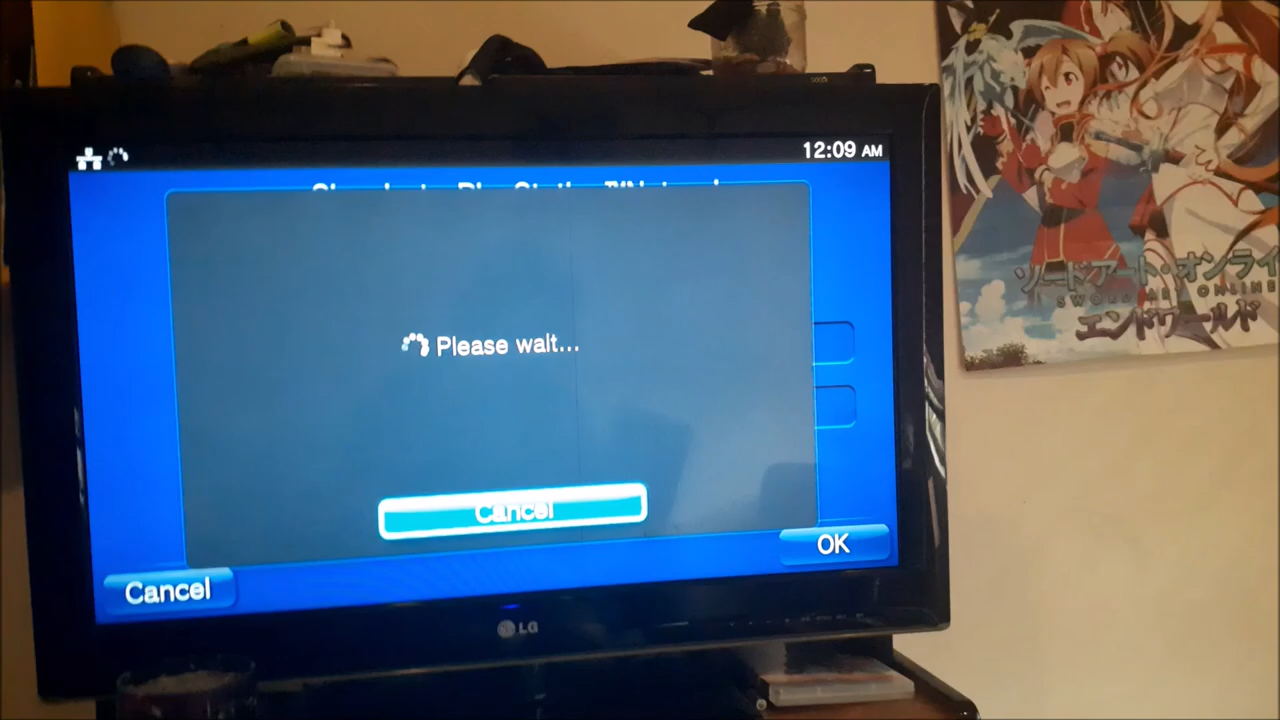 12:09 AM
Please wait...
Cancel
OK
Cancel
LG
ソードアート・オンライ
SWORD ART ONLINE
エンドワールド